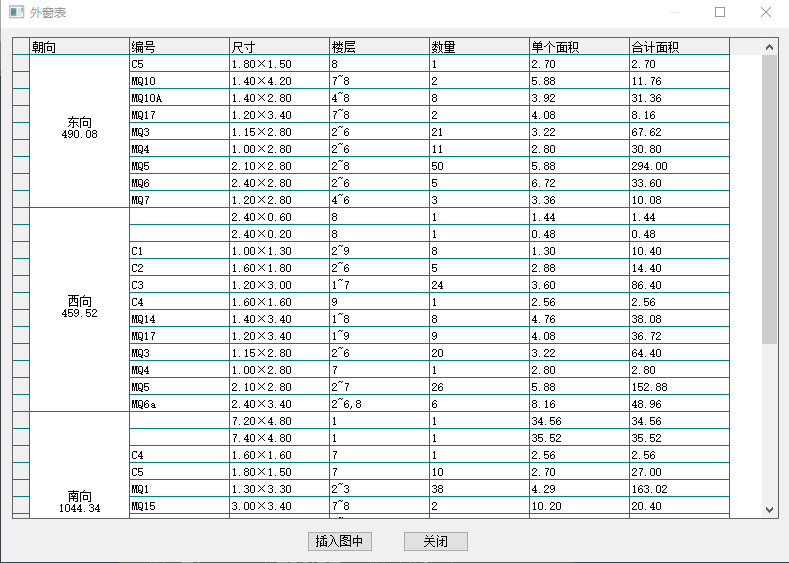 外窗表
朝向 编号 尺寸 楼层 数量 单个面积 合计面积
东向
490.08
C5 1.80×1.50 8 1 2.70 2.70
MQ10 1.40×4.20 7~8 2 5.88 11.76
MQ10A 1.40×2.80 4~8 8 3.92 31.36
MQ17 1.20×3.40 7~8 2 4.08 8.16
MQ3 1.15×2.80 2~6 21 3.22 67.62
MQ4 1.00×2.80 2~6 11 2.80 30.80
MQ5 2.10×2.80 2~8 50 5.88 294.00
MQ6 2.40×2.80 2~6 5 6.72 33.60
MQ7 1.20×2.80 4~6 3 3.36 10.08
西向
459.52
2.40×0.60 8 1 1.44 1.44
2.40×0.20 8 1 0.48 0.48
C1 1.00×1.30 2~9 8 1.30 10.40
C2 1.60×1.80 2~6 5 2.88 14.40
C3 1.20×3.00 1~7 24 3.60 86.40
C4 1.60×1.60 9 1 2.56 2.56
MQ14 1.40×3.40 1~8 8 4.76 38.08
MQ17 1.20×3.40 1~9 9 4.08 36.72
MQ3 1.15×2.80 2~6 20 3.22 64.40
MQ4 1.00×2.80 7 1 2.80 2.80
MQ5 2.10×2.80 2~7 26 5.88 152.88
MQ6a 2.40×3.40 2~6,8 6 8.16 48.96
南向
1044.34
7.20×4.80 1 1 34.56 34.56
7.40×4.80 1 1 35.52 35.52
C4 1.60×1.60 7 1 2.56 2.56
C5 1.80×1.50 7 10 2.70 27.00
MQ1 1.30×3.30 2~3 38 4.29 163.02
MQ15 3.00×3.40 7~8 2 10.20 20.40
插入图中 关闭